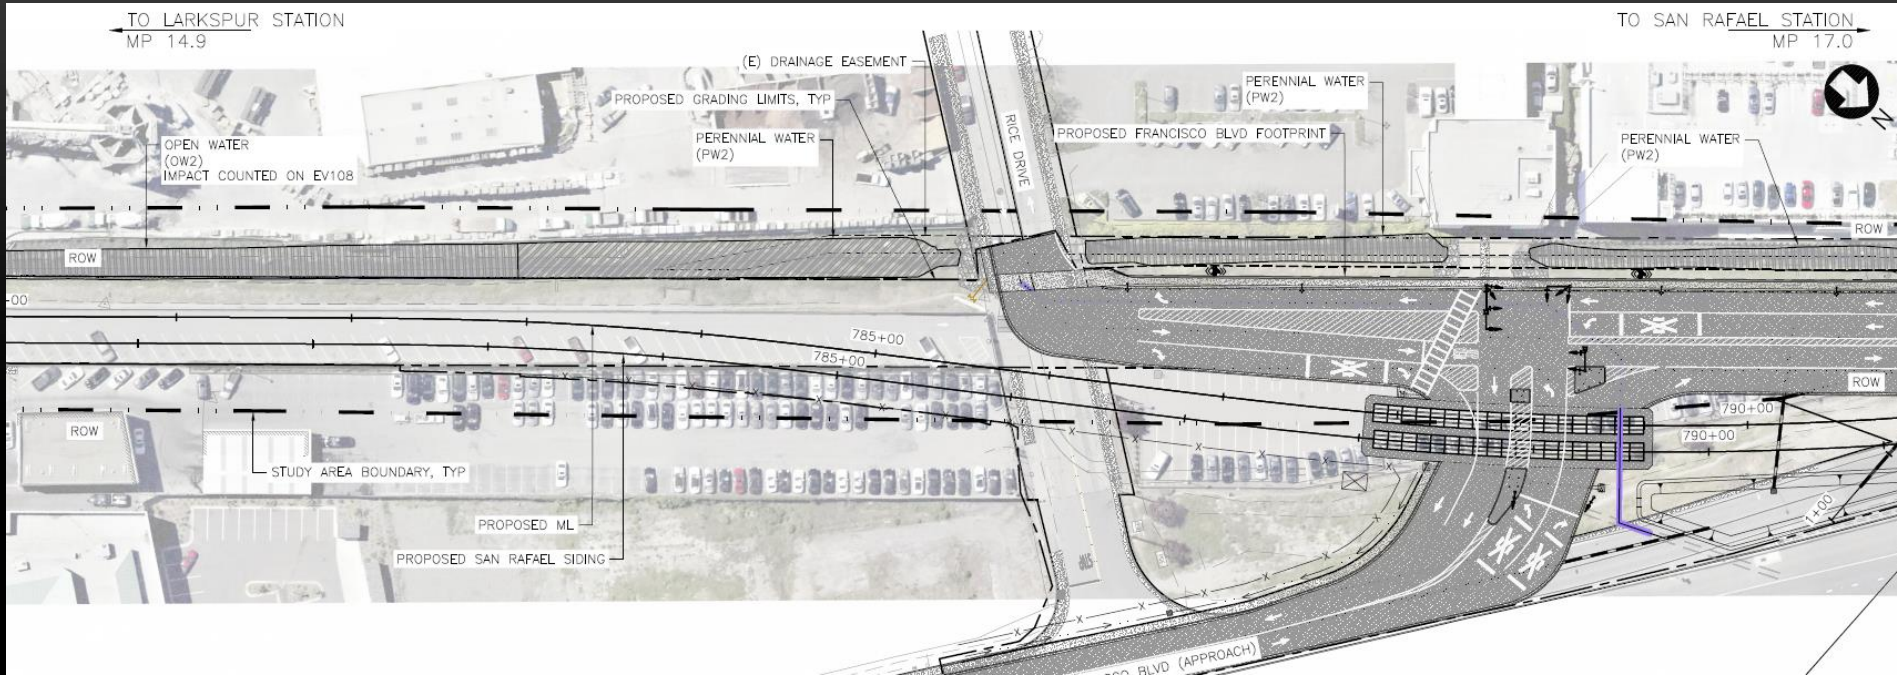 TO LARKSPUR STATION
MP 14.9
TO SAN RAFAEL STATION
MP 17.0
(E) DRAINAGE EASEMENT
PROPOSED GRADING LIMITS, TYP
PERENNIAL WATER
(PW2)
OPEN WATER
(OW2)
IMPACT COUNTED ON EV108
RICE DRIVE
PERENNIAL WATER
(PW2)
PROPOSED FRANCISCO BLVD FOOTPRINT
PERENNIAL WATER
(PW2)
N
ROW
ROW
-00
785+00
785+00
ROW
ROW
790+00
790+00
STUDY AREA BOUNDARY, TYP
PROPOSED ML
PROPOSED SAN RAFAEL SIDING
1+00
STOP
BLVD (APPROACH)